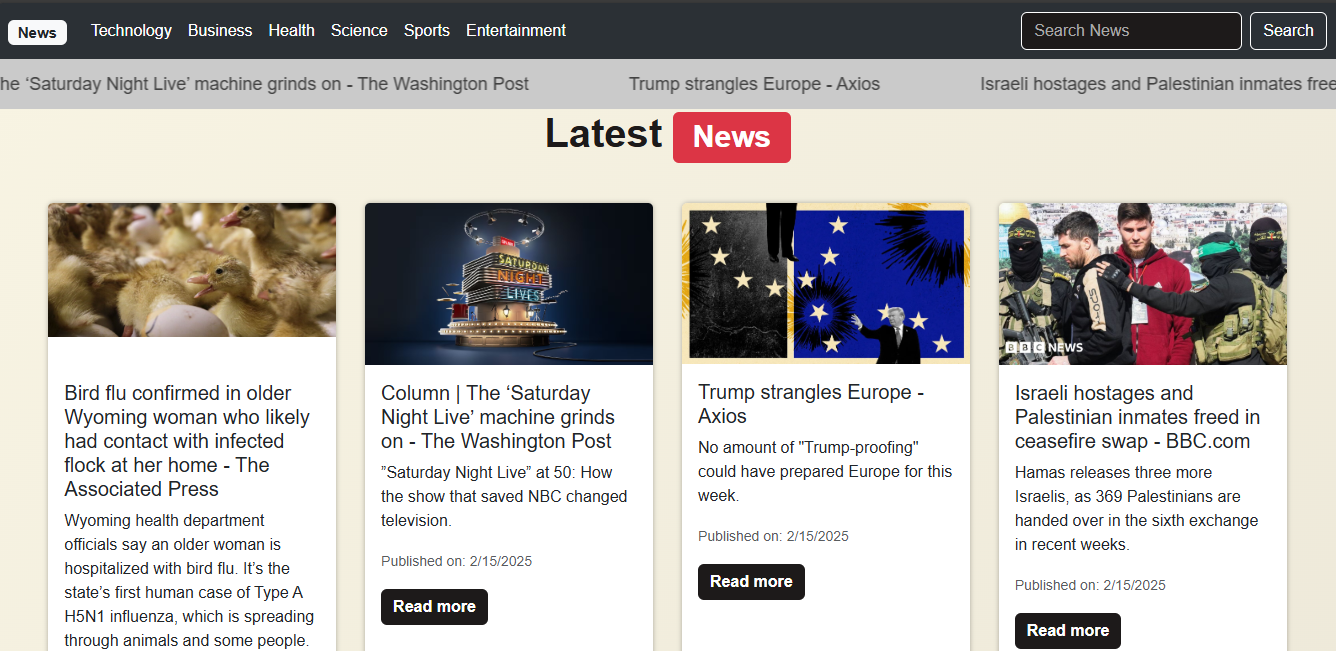 News Technology Business Health Science Sports Entertainment Search News Search
he ‘Saturday Night Live’ machine grinds on - The Washington Post Trump strangles Europe - Axios Israeli hostages and Palestinian inmates free
Latest News
SATURDAY
NIGHT
LIVES
Bird flu confirmed in older
Wyoming woman who likely
had contact with infected
flock at her home - The
Associated Press
Wyoming health department
officials say an older woman is
hospitalized with bird flu. It’s the
state’s first human case of Type A
H5N1 influenza, which is spreading
through animals and some people.
Column | The ‘Saturday
Night Live’ machine grinds
on - The Washington Post
”Saturday Night Live” at 50: How
the show that saved NBC changed
television.
Published on: 2/15/2025
Read more
Trump strangles Europe -
Axios
No amount of "Trump-proofing"
could have prepared Europe for this
week.
Published on: 2/15/2025
Read more
BBC NEWS
Israeli hostages and
Palestinian inmates freed in
ceasefire swap - BBC.com
Hamas releases three more
Israelis, as 369 Palestinians are
handed over in the sixth exchange
in recent weeks.
Published on: 2/15/2025
Read more